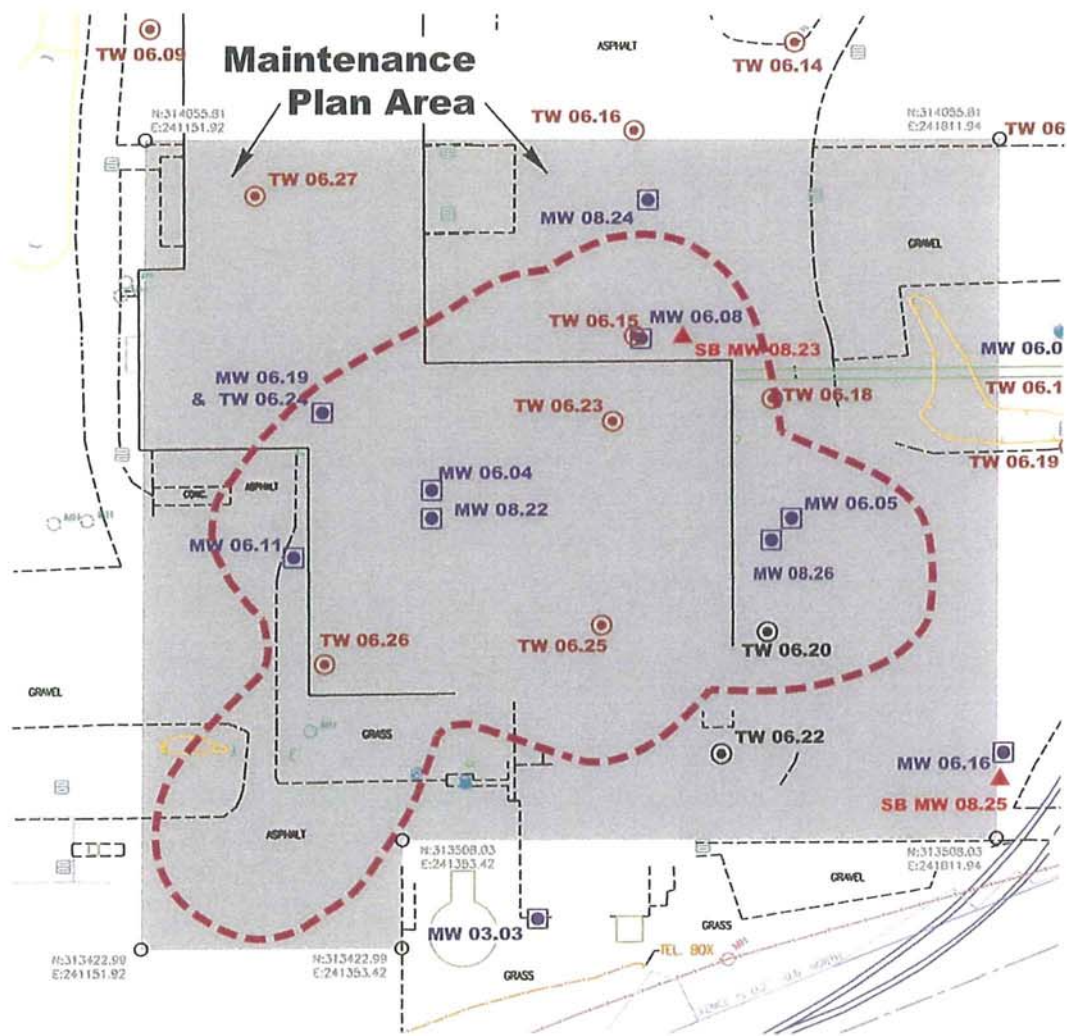 TW 06.09
Maintenance
Plan Area
ASPHALT
TW 06.14
N:314055.81
E:241151.92
TW 06.16
N:314055.81
E:241811.94
TW 06
TW 06.27
MW 08.24
GRAVEL
TW 06.15
MW 06.08
SB MW 08.23
MW 06.0
MW 06.19
& TW 06.24
TW 06.23
TW 06.18
TW 06.1
TW 06.19
CONC.
ASPHALT
MW 06.04
MW 08.22
MW 06.05
MH
MH
MW 06.11
MW 08.26
TW 06.26
TW 06.25
TW 06.20
GRAVEL
GRASS
MH
TW 06.22
MW 06.16
SB MW 08.25
ASPHALT
N:313508.03
E:241353.42
N:313508.03
E:241811.94
GRAVEL
MW 03.03
GRASS
MH
N:313422.99
E:241151.92
N:313422.99
E:241353.42
GRASS
TEL. BOX